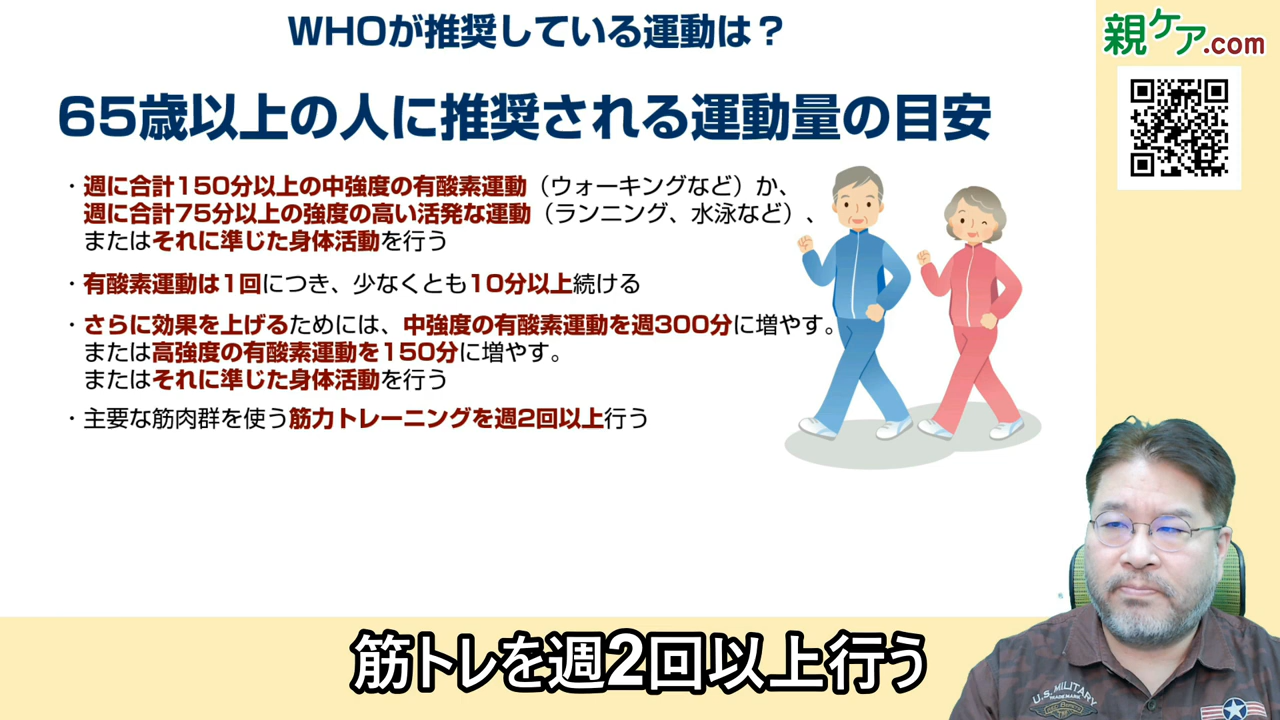 WHOが推奨している運動は？
親ケア.com
65歳以上の人に推奨される運動量の目安
・週に合計150分以上の中強度の有酸素運動（ウォーキングなど）か、
週に合計75分以上の強度の高い活発な運動（ランニング、水泳など）、
またはそれに準じた身体活動を行う
・有酸素運動は1回につき、少なくとも10分以上続ける
・さらに効果を上げるためには、中強度の有酸素運動を週300分に増やす。
または高強度の有酸素運動を150分に増やす。
またはそれに準じた身体活動を行う
・主要な筋肉群を使う筋力トレーニングを週2回以上行う
筋トレを週2回以上行う
U.S. MILITARY
TRADEMARK